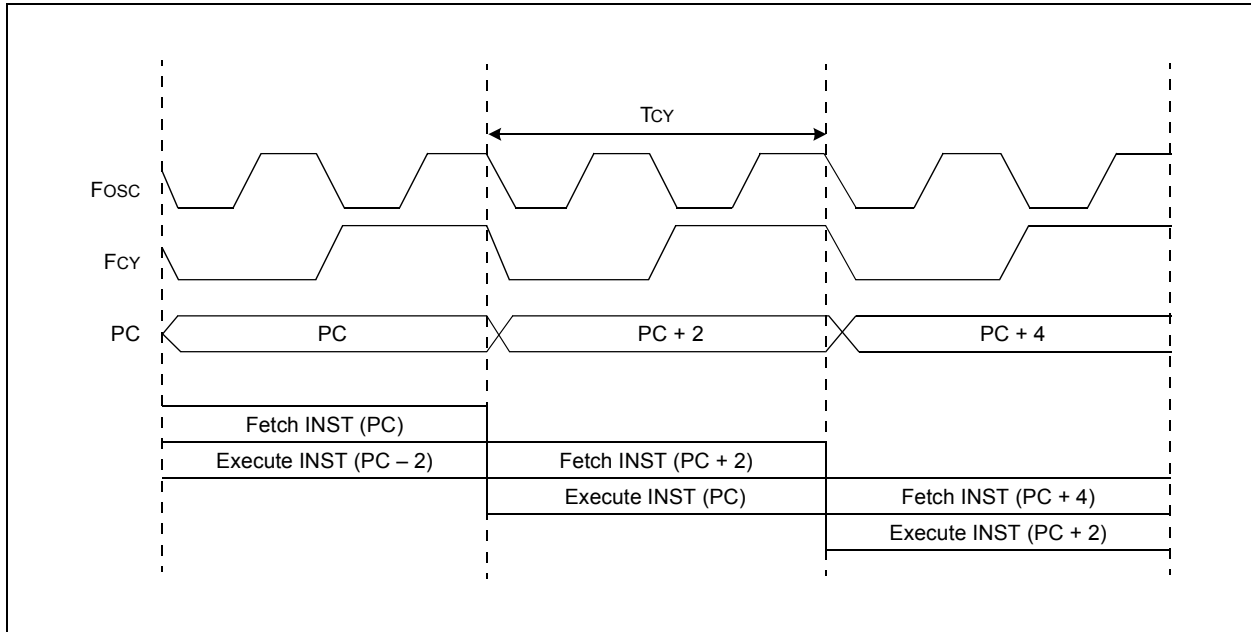 TCY
FOSC
FCY
PC PC PC + 2 PC + 4
Fetch INST (PC)
Execute INST (PC – 2) Fetch INST (PC + 2)
Execute INST (PC) Fetch INST (PC + 4)
Execute INST (PC + 2)